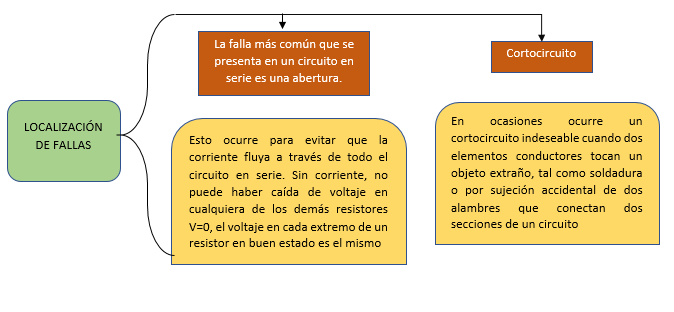 LOCALIZACIÓN
DE FALLAS
La falla más común que se
presenta en un circuito en
serie es una abertura.
Esto ocurre para evitar que la
corriente fluya a través de todo el
circuito en serie. Sin corriente, no
puede haber caída de voltaje en
cualquiera de los demás resistores
V=0, el voltaje en cada extremo de un
resistor en buen estado es el mismo
Cortocircuito
En ocasiones ocurre un
cortocircuito indeseable cuando dos
elementos conductores tocan un
objeto extraño, tal como soldadura
o por sujeción accidental de dos
alambres que conectan dos
secciones de un circuito